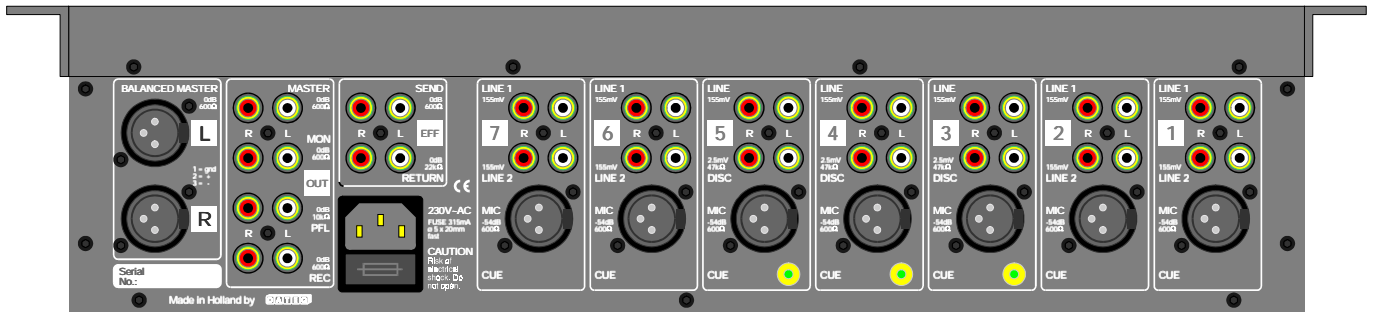 BALANCED MASTER
0dB
600Ω
L
1 = gnd
2 = +
3 = -
R
Serial
No.:
Made in Holland by
MASTER
0dB
600Ω
R L
MON
0dB
600Ω
OUT
0dB
10kΩ
PFL
R L
0dB
600Ω
REC
SEND
0dB
600Ω
R L
EFF
0dB
22kΩ
RETURN
CE
230V~AC
FUSE 315mA
ø 5 x 20mm
fast
CAUTION
Risk of
electrical
shock. Do
not open.
LINE 1
155mV
7 R L
155mV
LINE 2
MIC
-54dB
600Ω
CUE
LINE 1
155mV
6 R L
155mV
LINE 2
MIC
-54dB
600Ω
CUE
LINE
155mV
5 R L
2.5mV
47kΩ
DISC
MIC
-54dB
600Ω
CUE
LINE
155mV
4 R L
2.5mV
47kΩ
DISC
MIC
-54dB
600Ω
CUE
LINE
155mV
3 R L
2.5mV
47kΩ
DISC
MIC
-54dB
600Ω
CUE
LINE 1
155mV
2 R L
155mV
LINE 2
MIC
-54dB
600Ω
CUE
LINE 1
155mV
1 R L
155mV
LINE 2
MIC
-54dB
600Ω
CUE